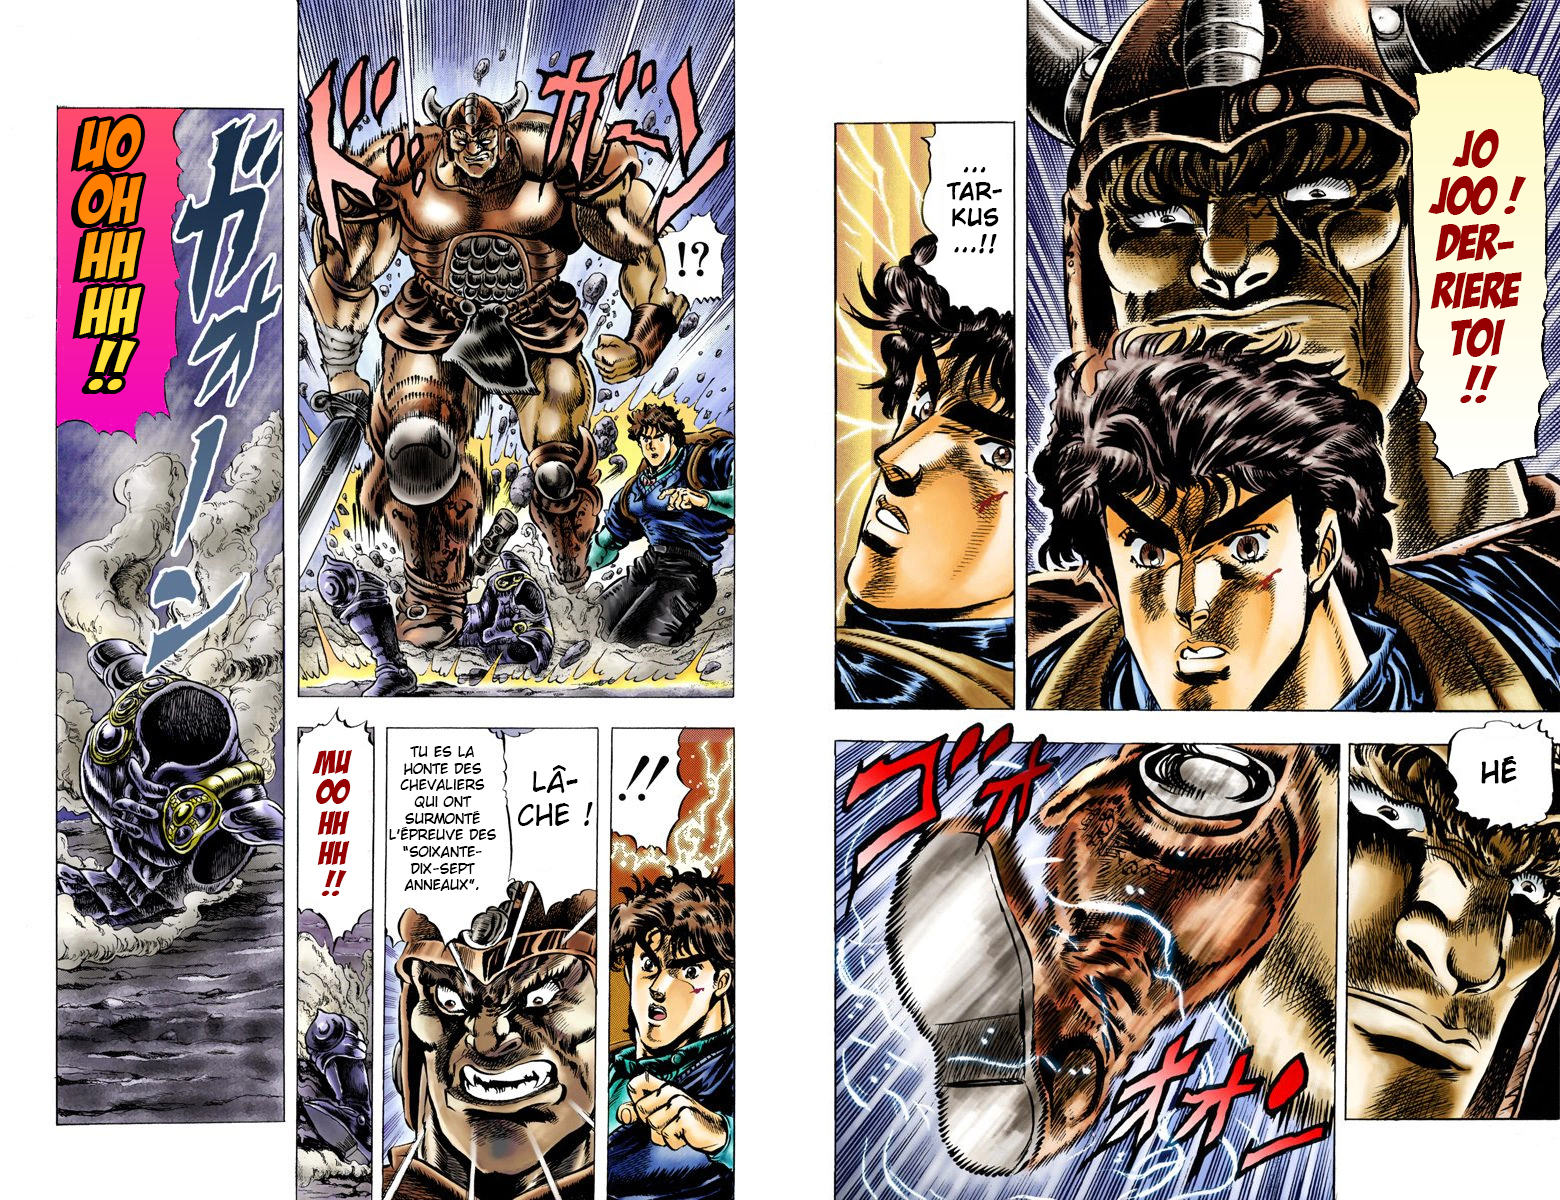 JO
JOO !
DER-
RIERE
TOI
!!
...
TAR-
KUS
...!!
HÉ
ゴオ
オオン
ドガーン
!?
!!
LÂ-
CHE !
TU ES LA
HONTE DES
CHEVALIERS
QUI ONT
SURMONTÉ
L'ÉPREUVE DES
"SOIXANTE-
DIX-SEPT
ANNEAUX".
MU
OO
HH
HH
!!
ドガオーン
UO
OH
HH
HH
!!